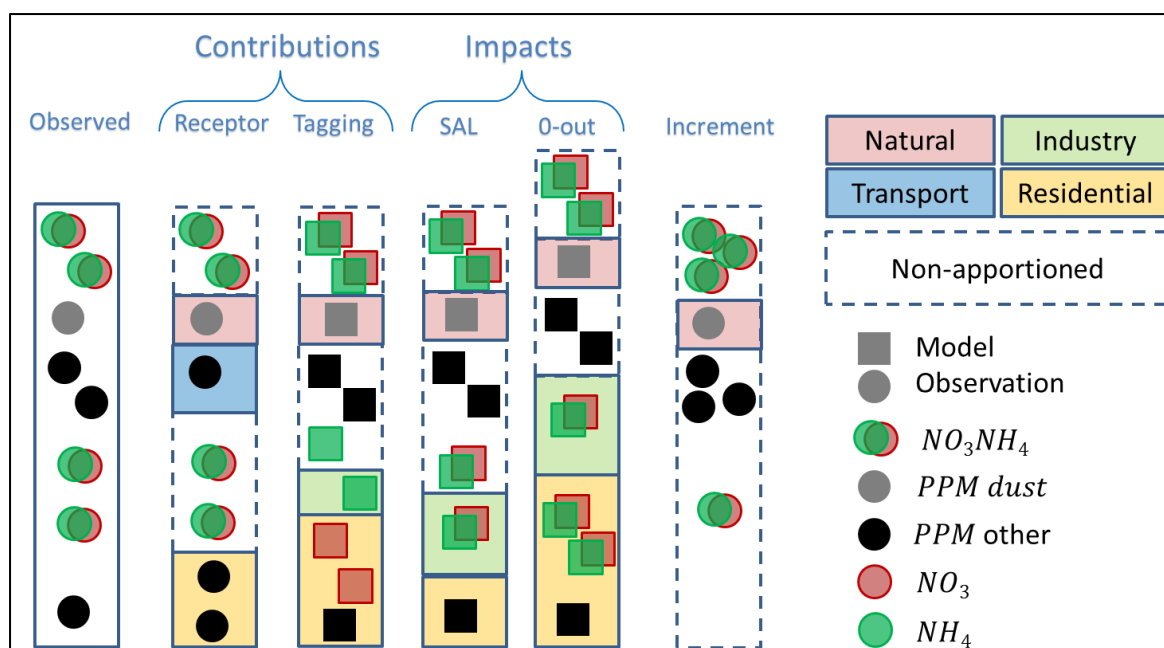 Contributions Impacts
Observed Receptor Tagging SAL 0-out Increment
Natural Industry
Transport Residential
Non-apportioned
Model
Observation
NO₃NH₄
PPM dust
PPM other
NO₃
NH₄